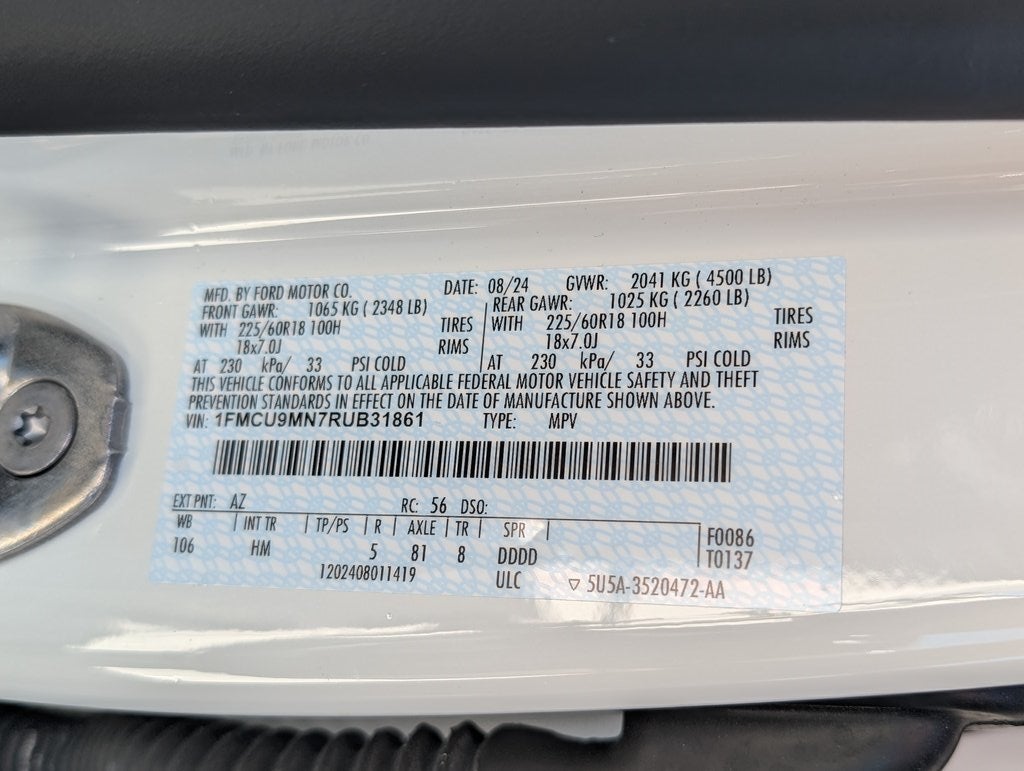 MFD. BY FORD MOTOR CO. DATE: 08/24 GVWR: 2041 KG ( 4500 LB)
FRONT GAWR: 1065 KG ( 2348 LB) REAR GAWR: 1025 KG ( 2260 LB)
WITH 225/60R18 100H TIRES WITH 225/60R18 100H TIRES
18x7.0J RIMS 18x7.0J RIMS
AT 230 kPa/ 33 PSI COLD AT 230 kPa/ 33 PSI COLD
THIS VEHICLE CONFORMS TO ALL APPLICABLE FEDERAL MOTOR VEHICLE SAFETY AND THEFT
PREVENTION STANDARDS IN EFFECT ON THE DATE OF MANUFACTURE SHOWN ABOVE.
VIN: 1FMCU9MN7RUB31861 TYPE: MPV
EXT PNT: AZ RC: 56 DSO:
WB INT TR TP/PS R AXLE TR SPR F0086
106 HM 5 81 8 DDDD T0137
1202408011419 ULC 5U5A-3520472-AA